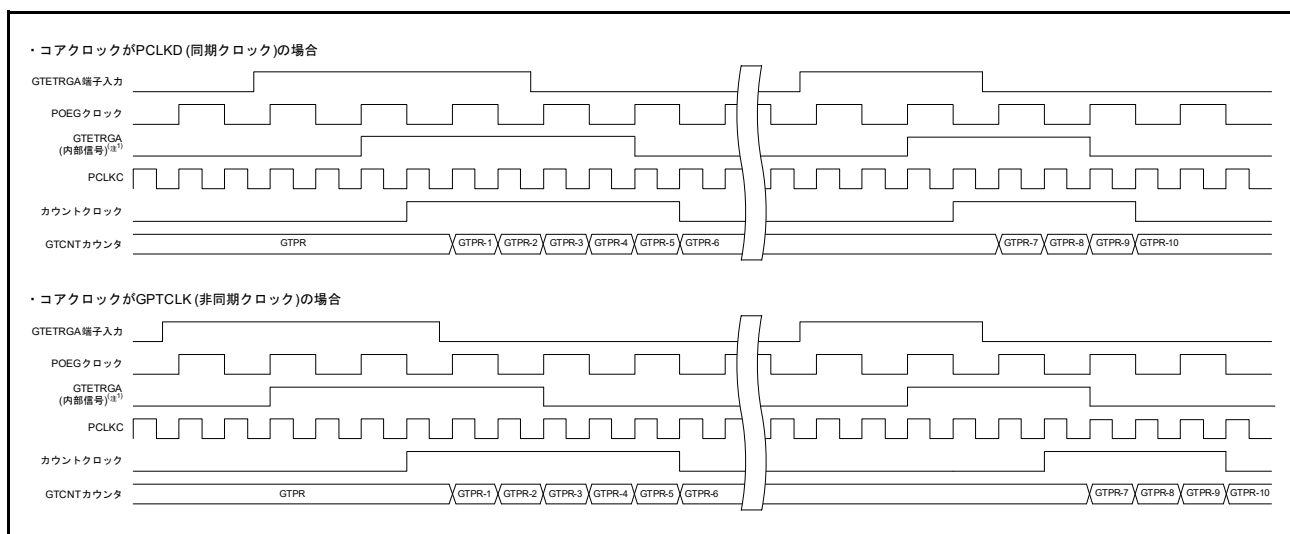 ・コアクロックがPCLKD (同期クロック)の場合
GTETRGA端子入力
POEGクロック
GTETRGA
(内部信号)(注1)
PCLKC
カウントクロック
GTCNTカウンタ GTPR GTPR-1 GTPR-2 GTPR-3 GTPR-4 GTPR-5 GTPR-6 GTPR-7 GTPR-8 GTPR-9 GTPR-10
・コアクロックがGPTCLK (非同期クロック)の場合
GTETRGA端子入力
POEGクロック
GTETRGA
(内部信号)(注1)
PCLKC
カウントクロック
GTCNTカウンタ GTPR GTPR-1 GTPR-2 GTPR-3 GTPR-4 GTPR-5 GTPR-6 GTPR-7 GTPR-8 GTPR-9 GTPR-10